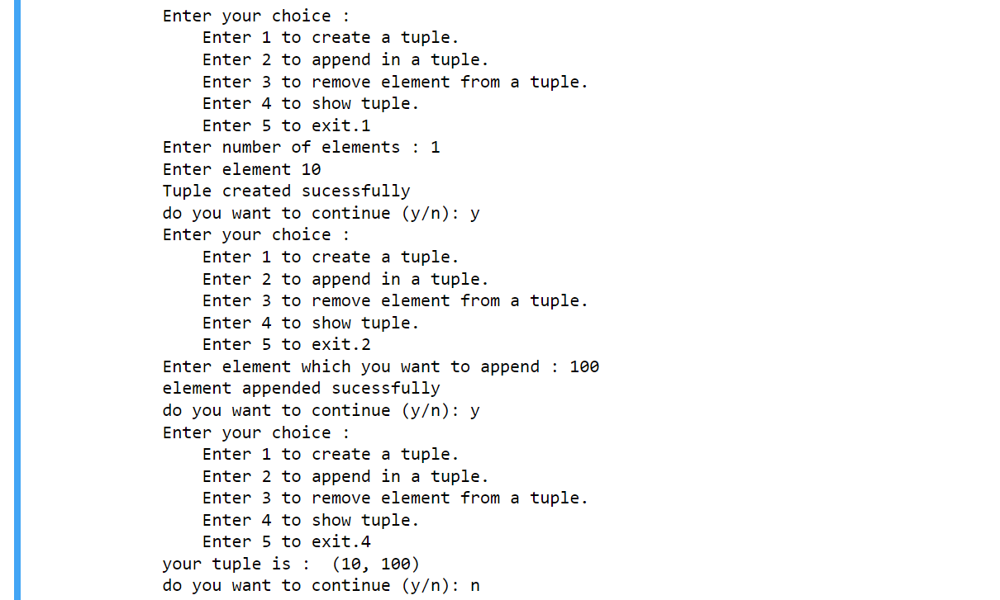 Enter your choice :
    Enter 1 to create a tuple.
    Enter 2 to append in a tuple.
    Enter 3 to remove element from a tuple.
    Enter 4 to show tuple.
    Enter 5 to exit.1
Enter number of elements : 1
Enter element 10
Tuple created sucessfully
do you want to continue (y/n): y
Enter your choice :
    Enter 1 to create a tuple.
    Enter 2 to append in a tuple.
    Enter 3 to remove element from a tuple.
    Enter 4 to show tuple.
    Enter 5 to exit.2
Enter element which you want to append : 100
element appended sucessfully
do you want to continue (y/n): y
Enter your choice :
    Enter 1 to create a tuple.
    Enter 2 to append in a tuple.
    Enter 3 to remove element from a tuple.
    Enter 4 to show tuple.
    Enter 5 to exit.4
your tuple is :  (10, 100)
do you want to continue (y/n): n